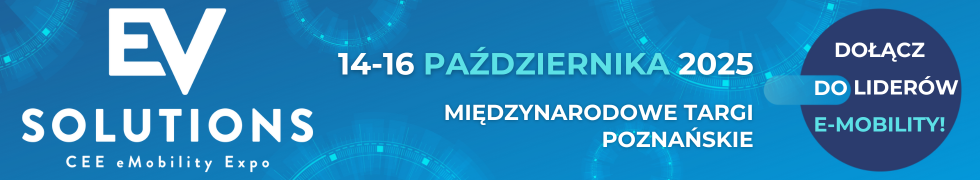 EV
SOLUTIONS
CEE eMobility Expo
14-16 PAŹDZIERNIKA 2025
MIĘDZYNARODOWE TARGI
POZNAŃSKIE
DOŁĄCZ
DO LIDERÓW
E-MOBILITY!